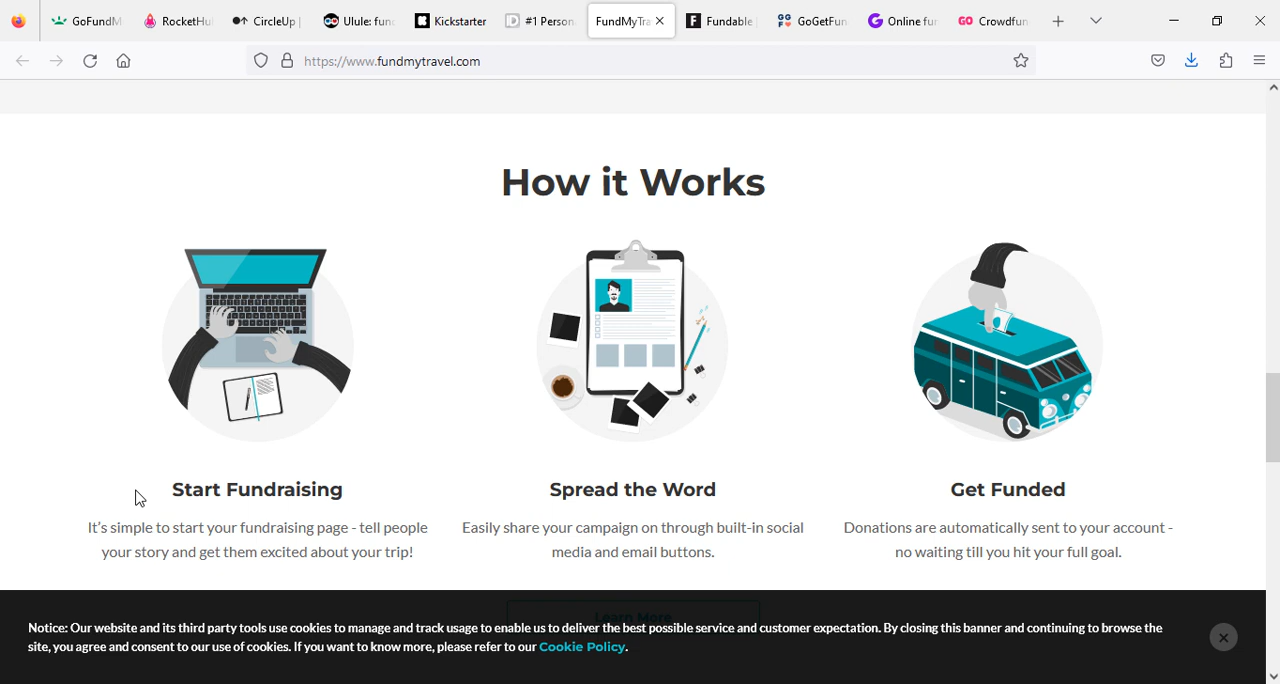 GoFundM
RocketHu
CircleUp |
Ulule: fund
Kickstarter
#1 Person
FundMyTra
Fundable |
GoGetFun
Online fun
Crowdfun
https://www.fundmytravel.com
How it Works
Start Fundraising
It's simple to start your fundraising page - tell people
your story and get them excited about your trip!
Spread the Word
Easily share your campaign on through built-in social
media and email buttons.
Get Funded
Donations are automatically sent to your account -
no waiting till you hit your full goal.
Learn More
Notice: Our website and its third party tools use cookies to manage and track usage to enable us to deliver the best possible service and customer expectation. By closing this banner and continuing to browse the
site, you agree and consent to our use of cookies. If you want to know more, please refer to our Cookie Policy.